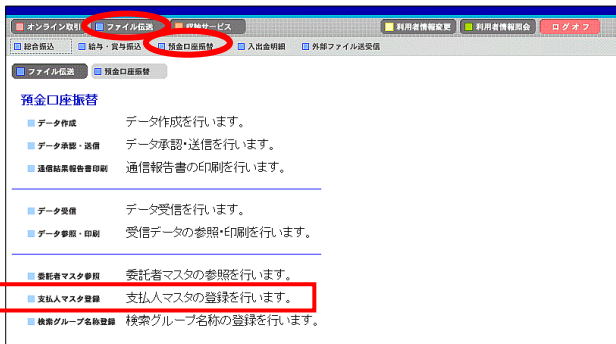 オンライン取引 ファイル伝送 収納サービス 利用者情報変更 利用者情報照会 ログオフ
総合振込 給与・賞与振込 預金口座振替 入出金明細 外部ファイル送受信
ファイル伝送 預金口座振替
預金口座振替
データ作成 データ作成を行います。
データ承認・送信 データ承認・送信を行います。
通信結果報告書印刷 通信報告書の印刷を行います。
データ受信 データ受信を行います。
データ参照・印刷 受信データの参照・印刷を行います。
委託者マスタ参照 委託者マスタの参照を行います。
支払人マスタ登録 支払人マスタの登録を行います。
検索グループ名称登録 検索グループ名称の登録を行います。